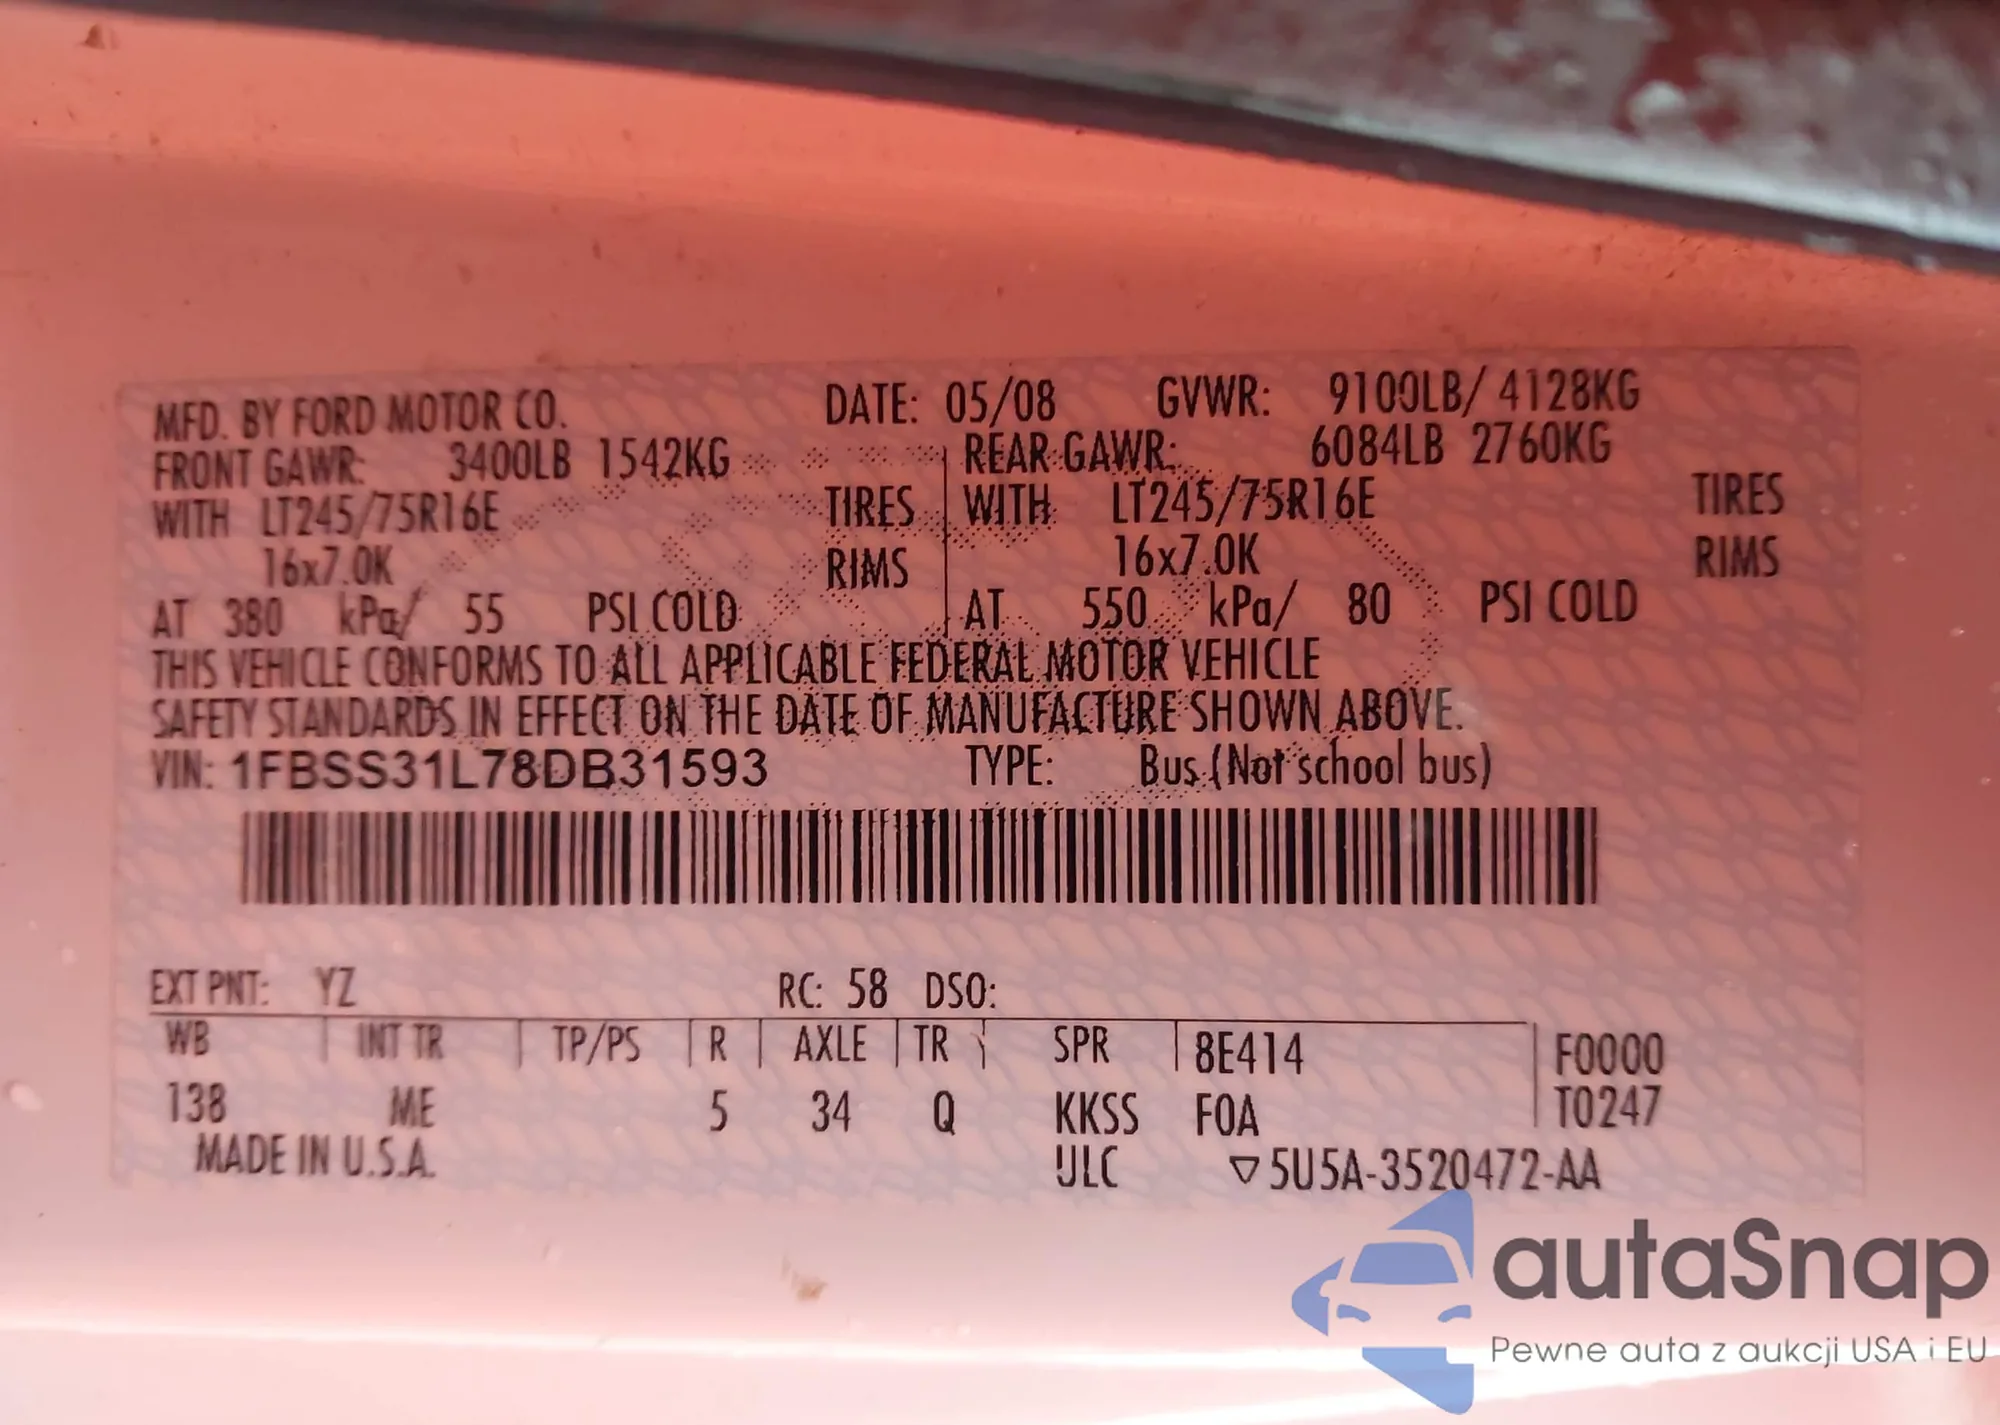 MFD. BY FORD MOTOR CO. DATE: 05/08 GVWR: 9100LB/ 4128KG
FRONT GAWR: 3400LB 1542KG REAR GAWR: 6084LB 2760KG
WITH LT245/75R16E TIRES WITH LT245/75R16E TIRES
16x7.0K RIMS 16x7.0K RIMS
AT 380 kPa/ 55 PSI COLD AT 550 kPa/ 80 PSI COLD
THIS VEHICLE CONFORMS TO ALL APPLICABLE FEDERAL MOTOR VEHICLE
SAFETY STANDARDS IN EFFECT ON THE DATE OF MANUFACTURE SHOWN ABOVE.
VIN: 1FBSS31L78DB31593 TYPE: Bus (Not school bus)
EXT PNT: YZ RC: 58 DSO:
WB INT TR TP/PS R AXLE TR SPR 8E414 F0000
138 ME 5 34 Q KKSS FOA T0247
MADE IN U.S.A. ULC ▽5U5A-3520472-AA
autaSnap
Pewne auta z aukcji USA i EU